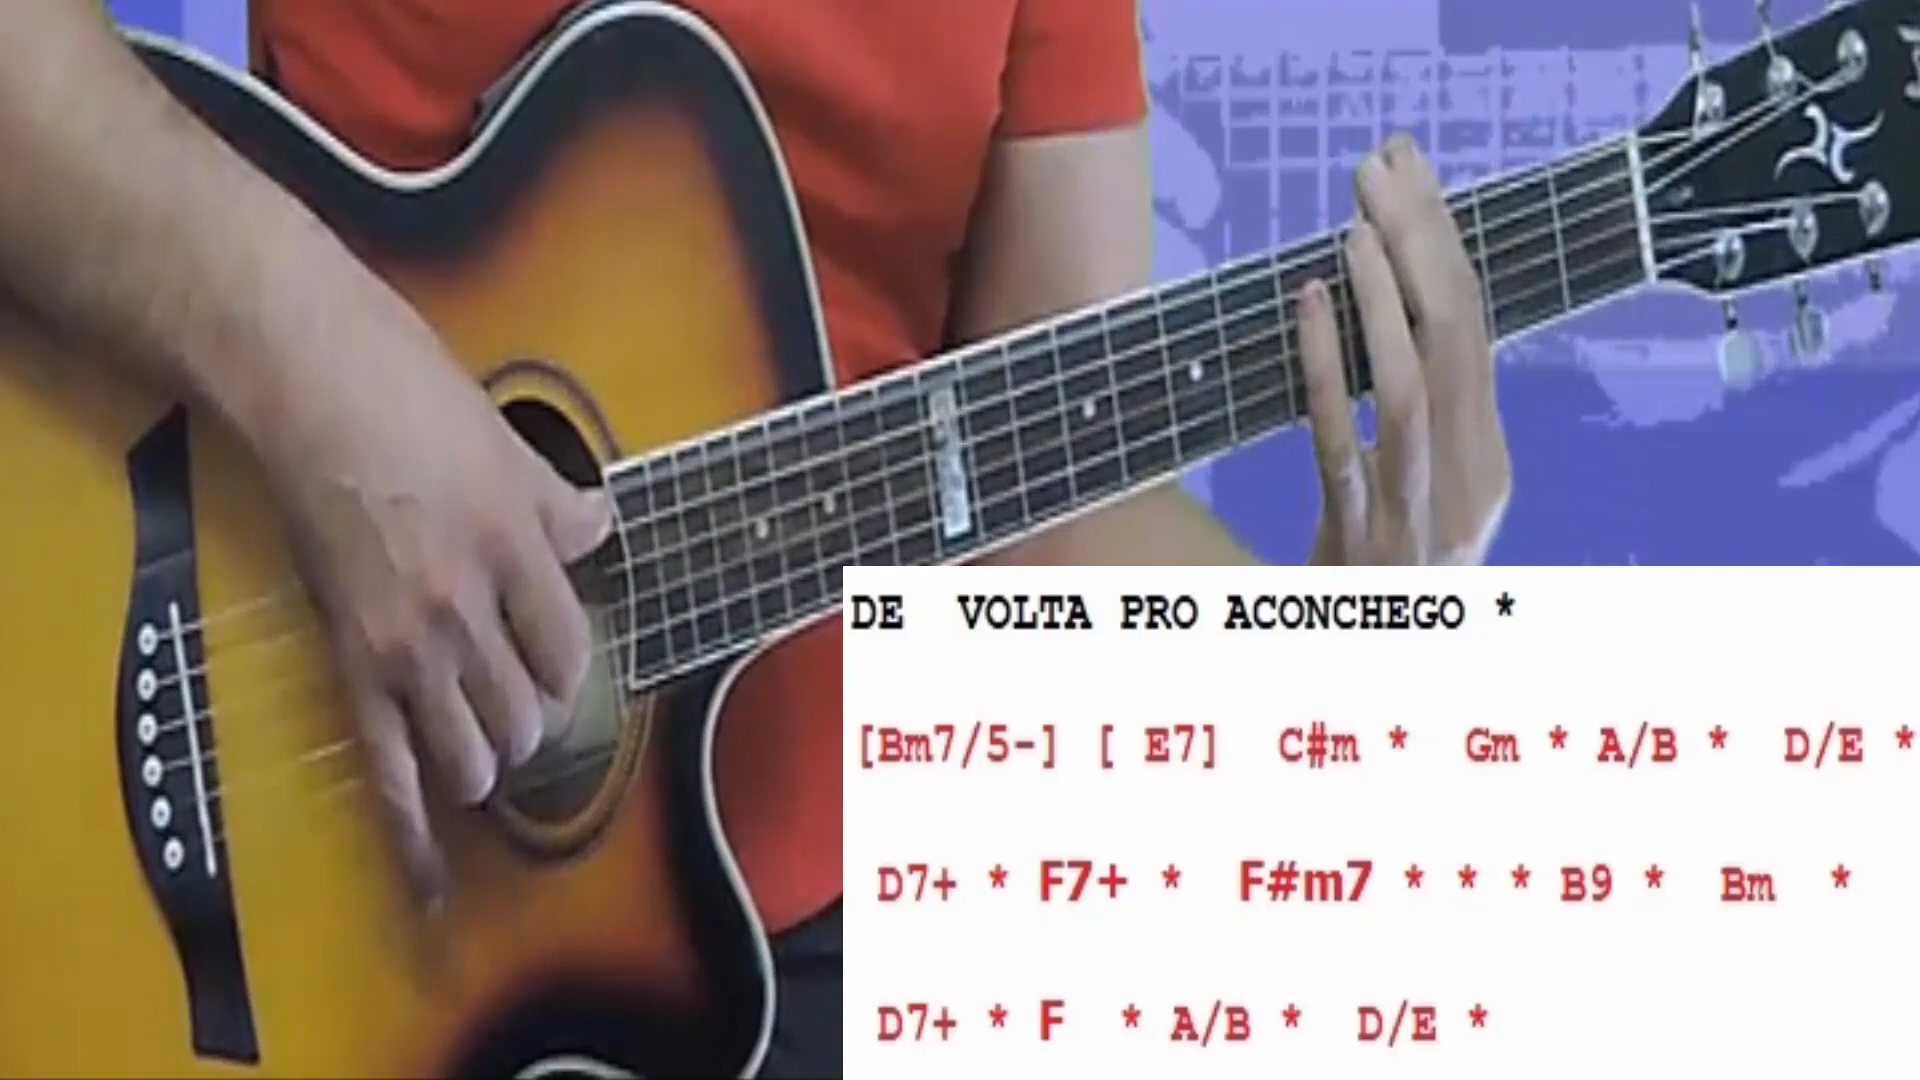 DE VOLTA PRO ACONCHEGO *
[Bm7/5-] [ E7] C#m * Gm * A/B * D/E *
D7+ * F7+ * F#m7 * * * B9 * Bm *
D7+ * F * A/B * D/E *